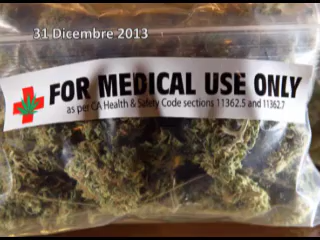 31 Dicembre 2013
FOR MEDICAL USE ONLY
as per CA Health & Safety Code sections 11362.5 and 11362.7